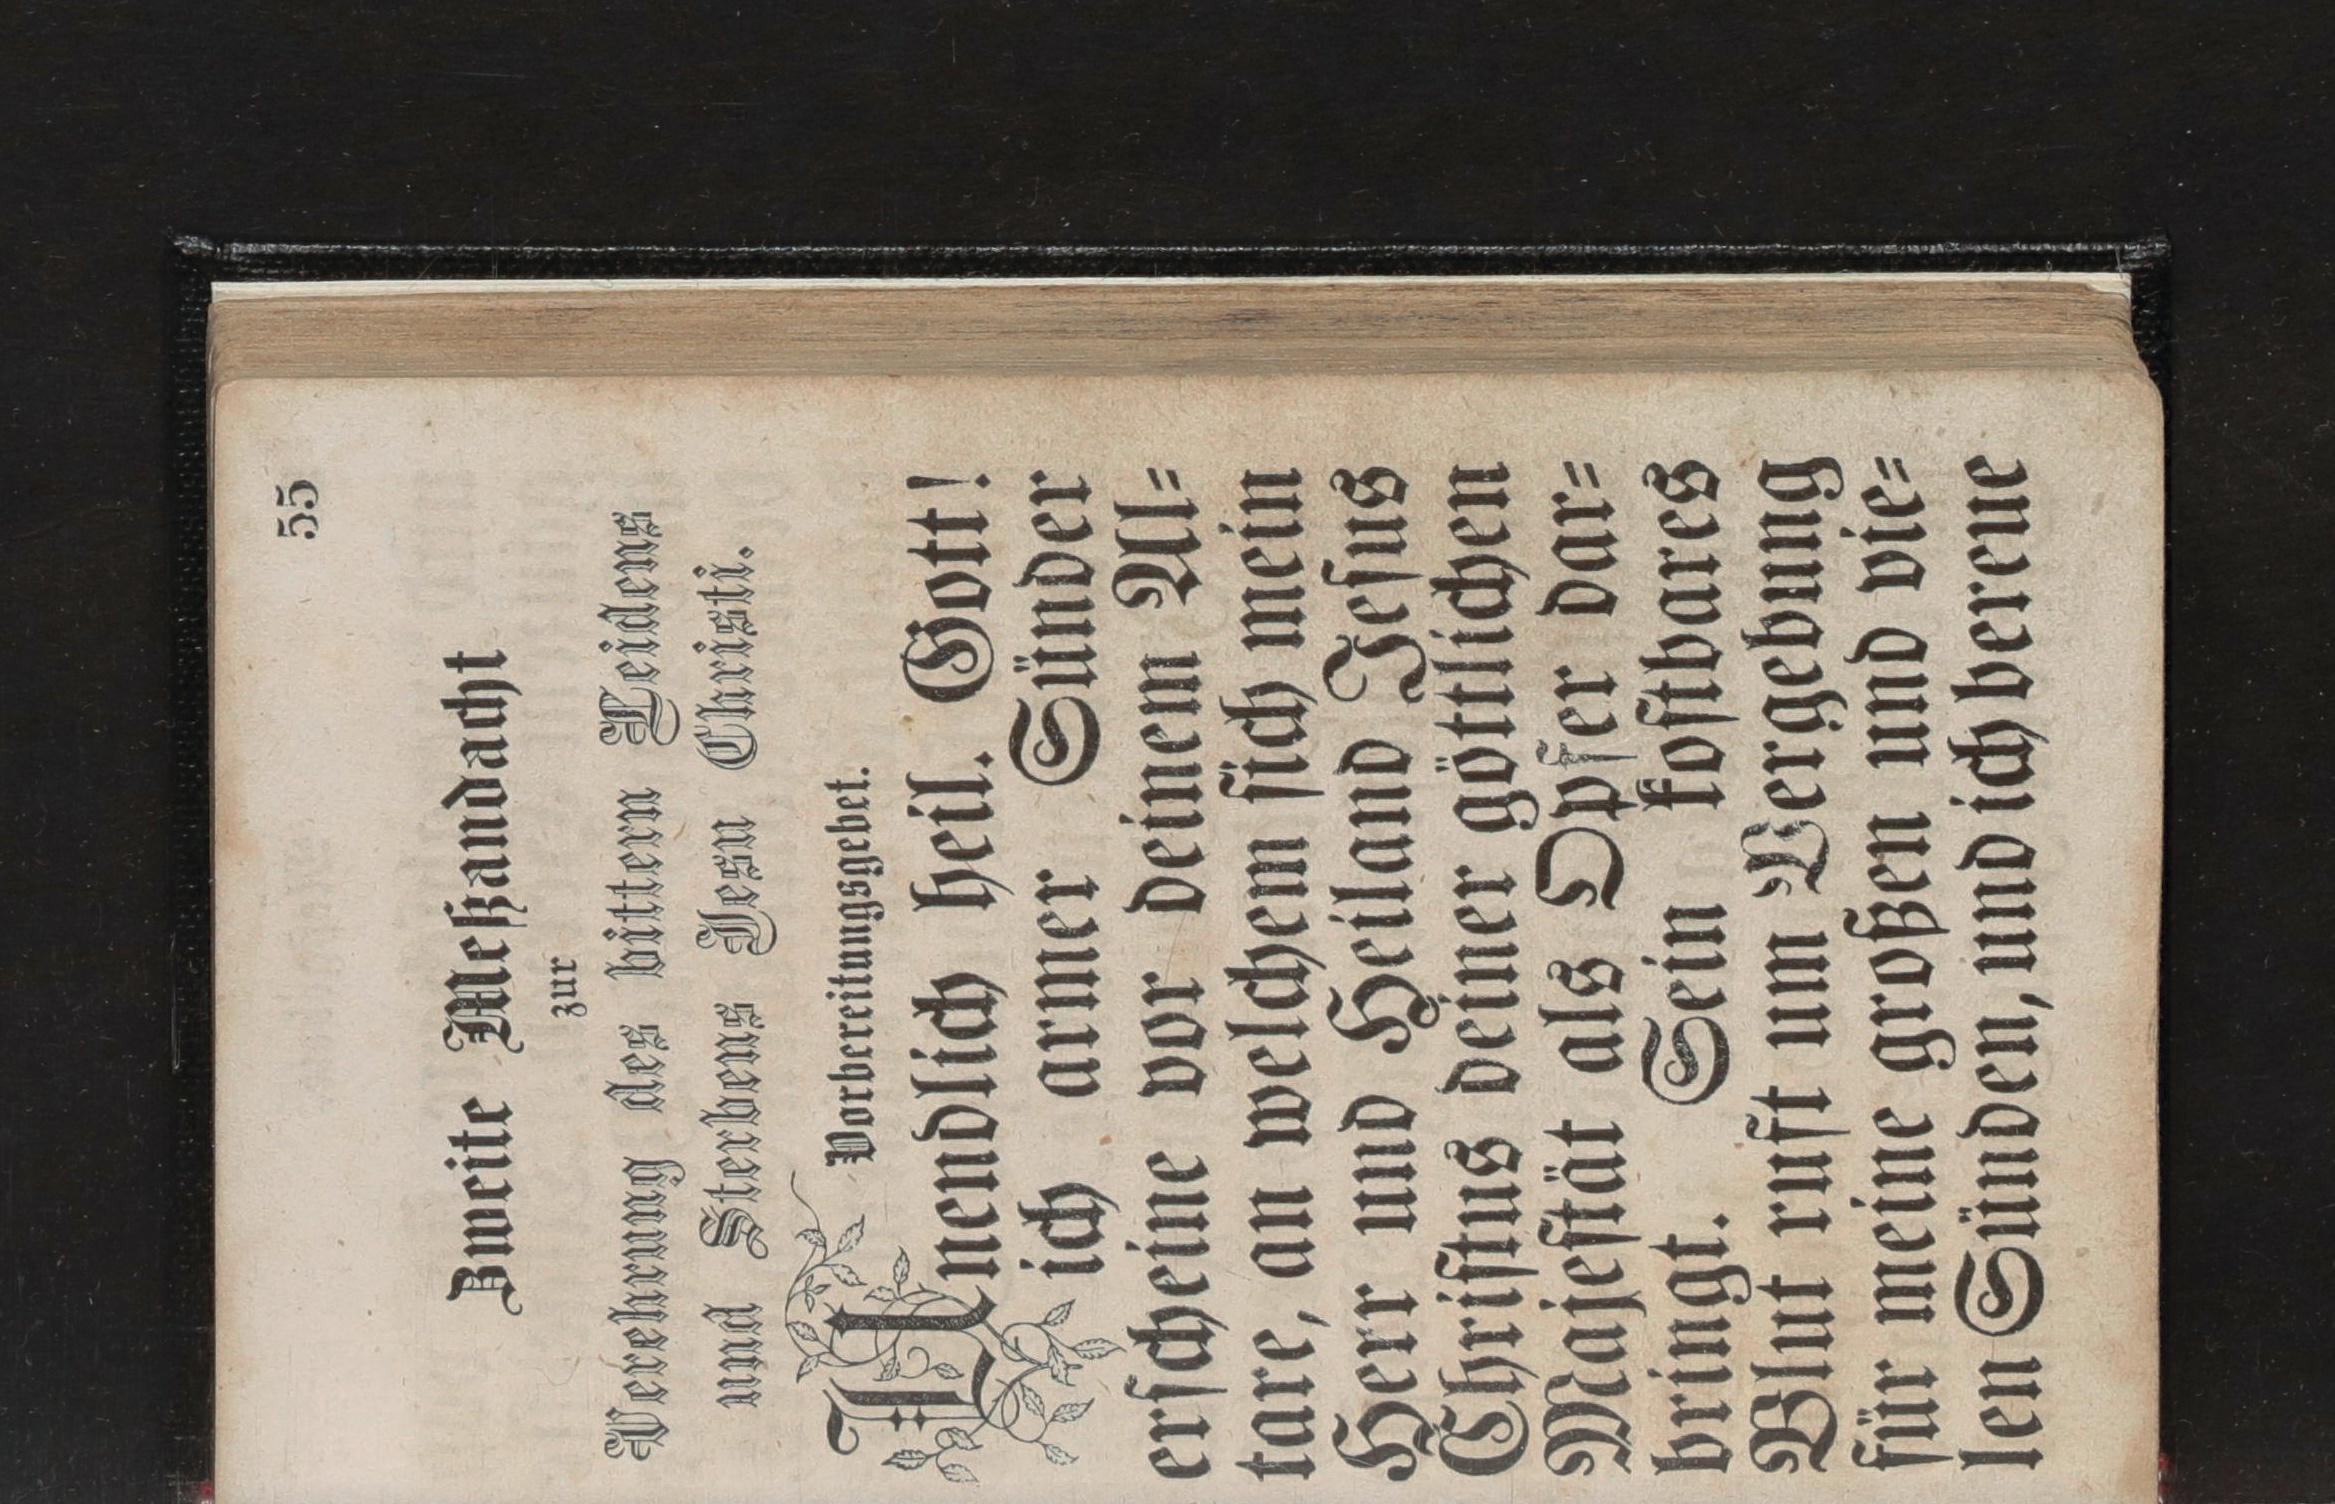 55
Zweite Meßandacht
zur
Verehrung des bittern Leidens
und Sterbens Jesu Christi.
Vorbereitungsgebet.
Unendlich heil. Gott!
ich armer Sünder
erſcheine vor deinem Al⸗
tare, an welchem ſich mein
Herr und Heiland Jeſus
Chriſtus deiner göttlichen
Majeſtät als Opfer dar⸗
bringt. Sein koſtbares
Blut ruft um Vergebung
für meine großen und vie⸗
len Sünden, und ich bereue